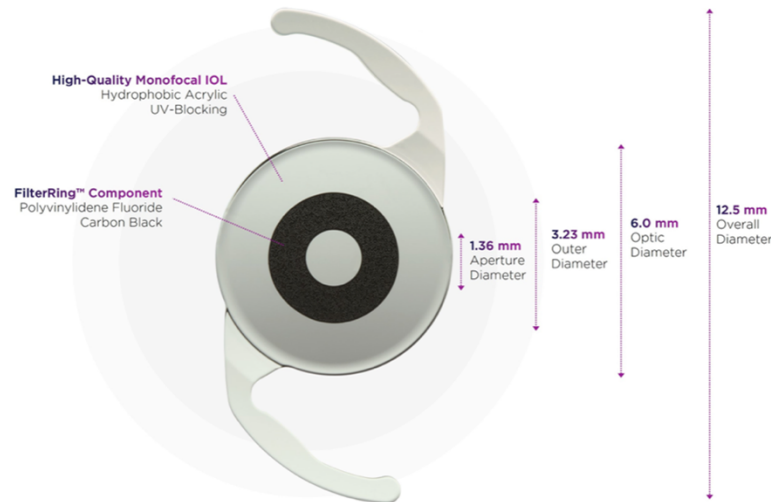 High-Quality Monofocal IOL
Hydrophobic Acrylic
UV-Blocking
FilterRing™ Component
Polyvinylidene Fluoride
Carbon Black
1.36 mm
Aperture
Diameter
3.23 mm
Outer
Diameter
6.0 mm
Optic
Diameter
12.5 mm
Overall
Diameter